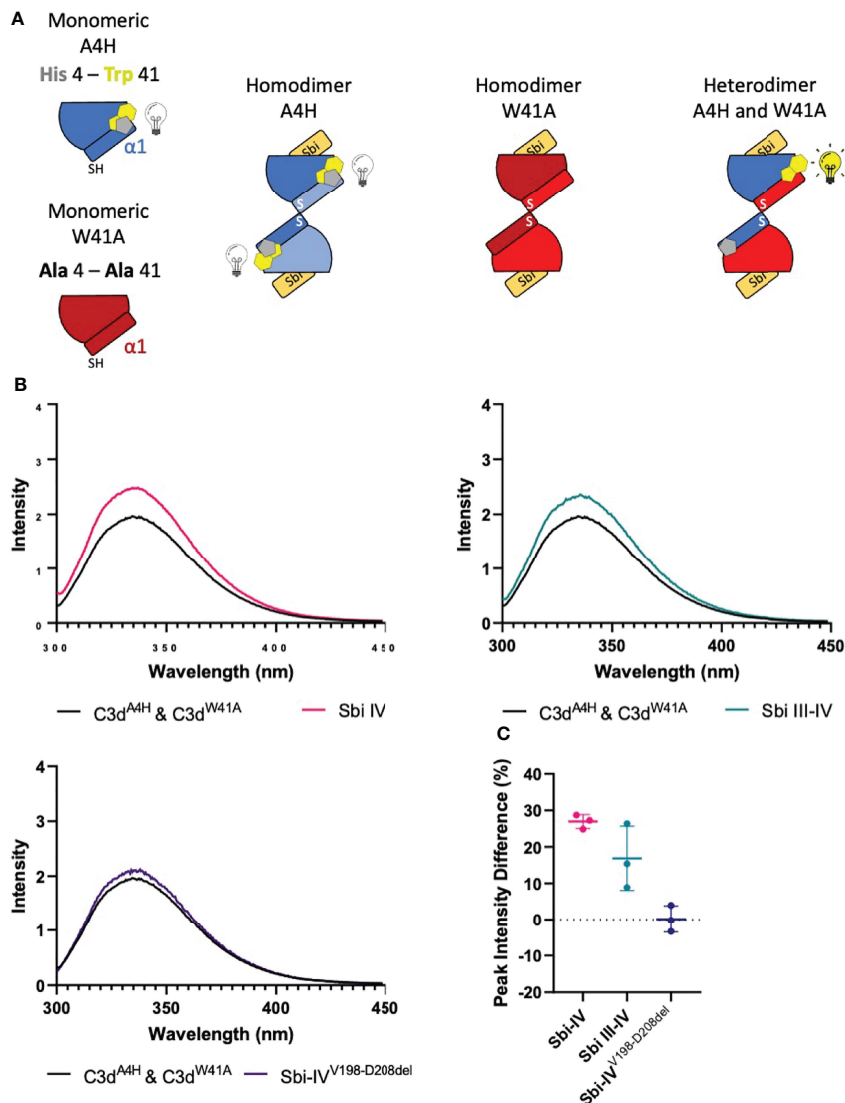 A
Monomeric
A4H
His 4 – Trp 41
α1
SH
Monomeric
W41A
Ala 4 – Ala 41
α1
SH
Homodimer
A4H
Sbi
S
S
Sbi
Homodimer
W41A
Sbi
S
S
Sbi
Heterodimer
A4H and W41A
Sbi
S
S
Sbi
B
4
3
2
1
0
Intensity
300 350 400 450
Wavelength (nm)
C3d^A4H & C3d^W41A Sbi IV
4
3
2
1
0
Intensity
300 350 400 450
Wavelength (nm)
C3d^A4H & C3d^W41A Sbi III-IV
4
3
2
1
0
Intensity
300 350 400 450
Wavelength (nm)
C3d^A4H & C3d^W41A Sbi-IV^V198-D208del
C
40
30
20
10
0
-10
-20
Peak Intensity Difference (%)
Sbi-IV
Sbi III-IV
Sbi-IV^V198-D208del